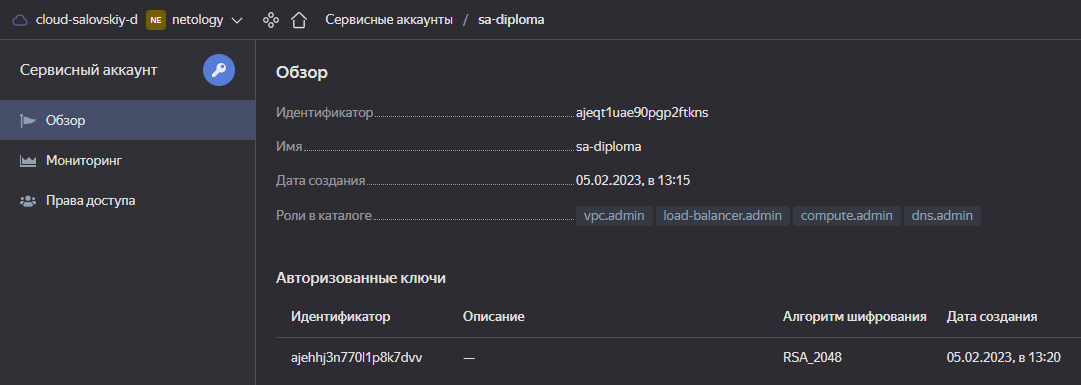 cloud-salovskiy-d NE netology Сервисные аккаунты / sa-diploma
Сервисный аккаунт
Обзор
Мониторинг
Права доступа
Обзор
Идентификатор ajeqt1uae90pgp2ftkns
Имя sa-diploma
Дата создания 05.02.2023, в 13:15
Роли в каталоге vpc.admin load-balancer.admin compute.admin dns.admin
Авторизованные ключи
Идентификатор Описание Алгоритм шифрования Дата создания
ajehhj3n770l1p8k7dvv — RSA_2048 05.02.2023, в 13:20